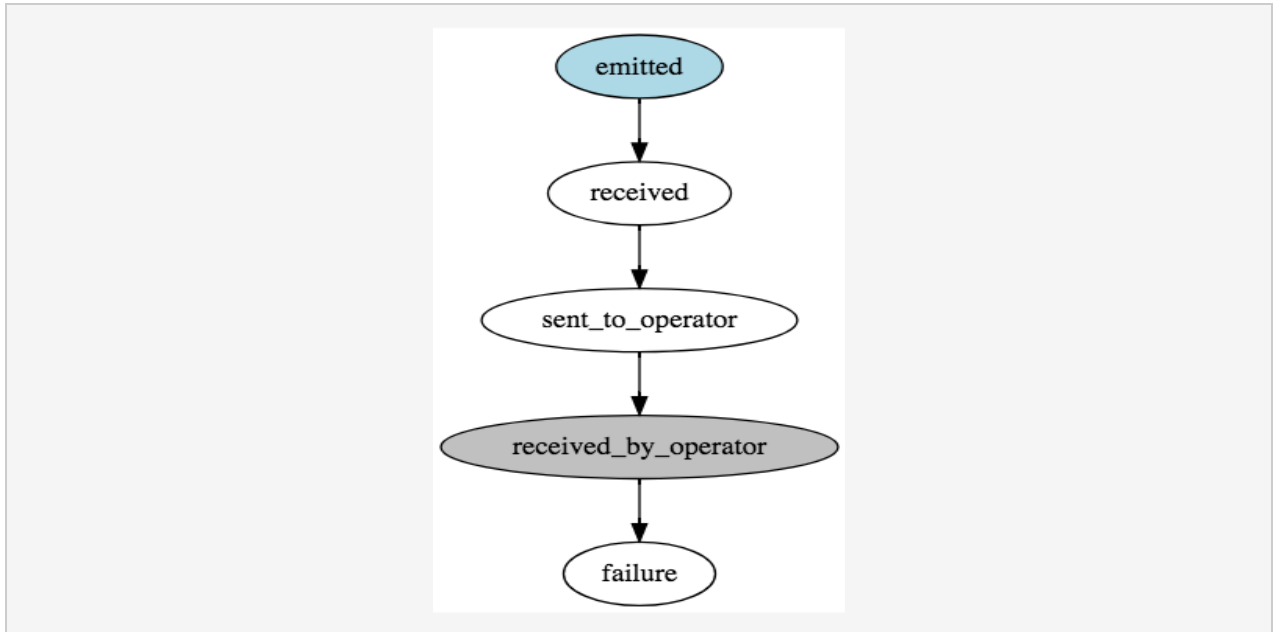 emitted
received
sent_to_operator
received_by_operator
failure